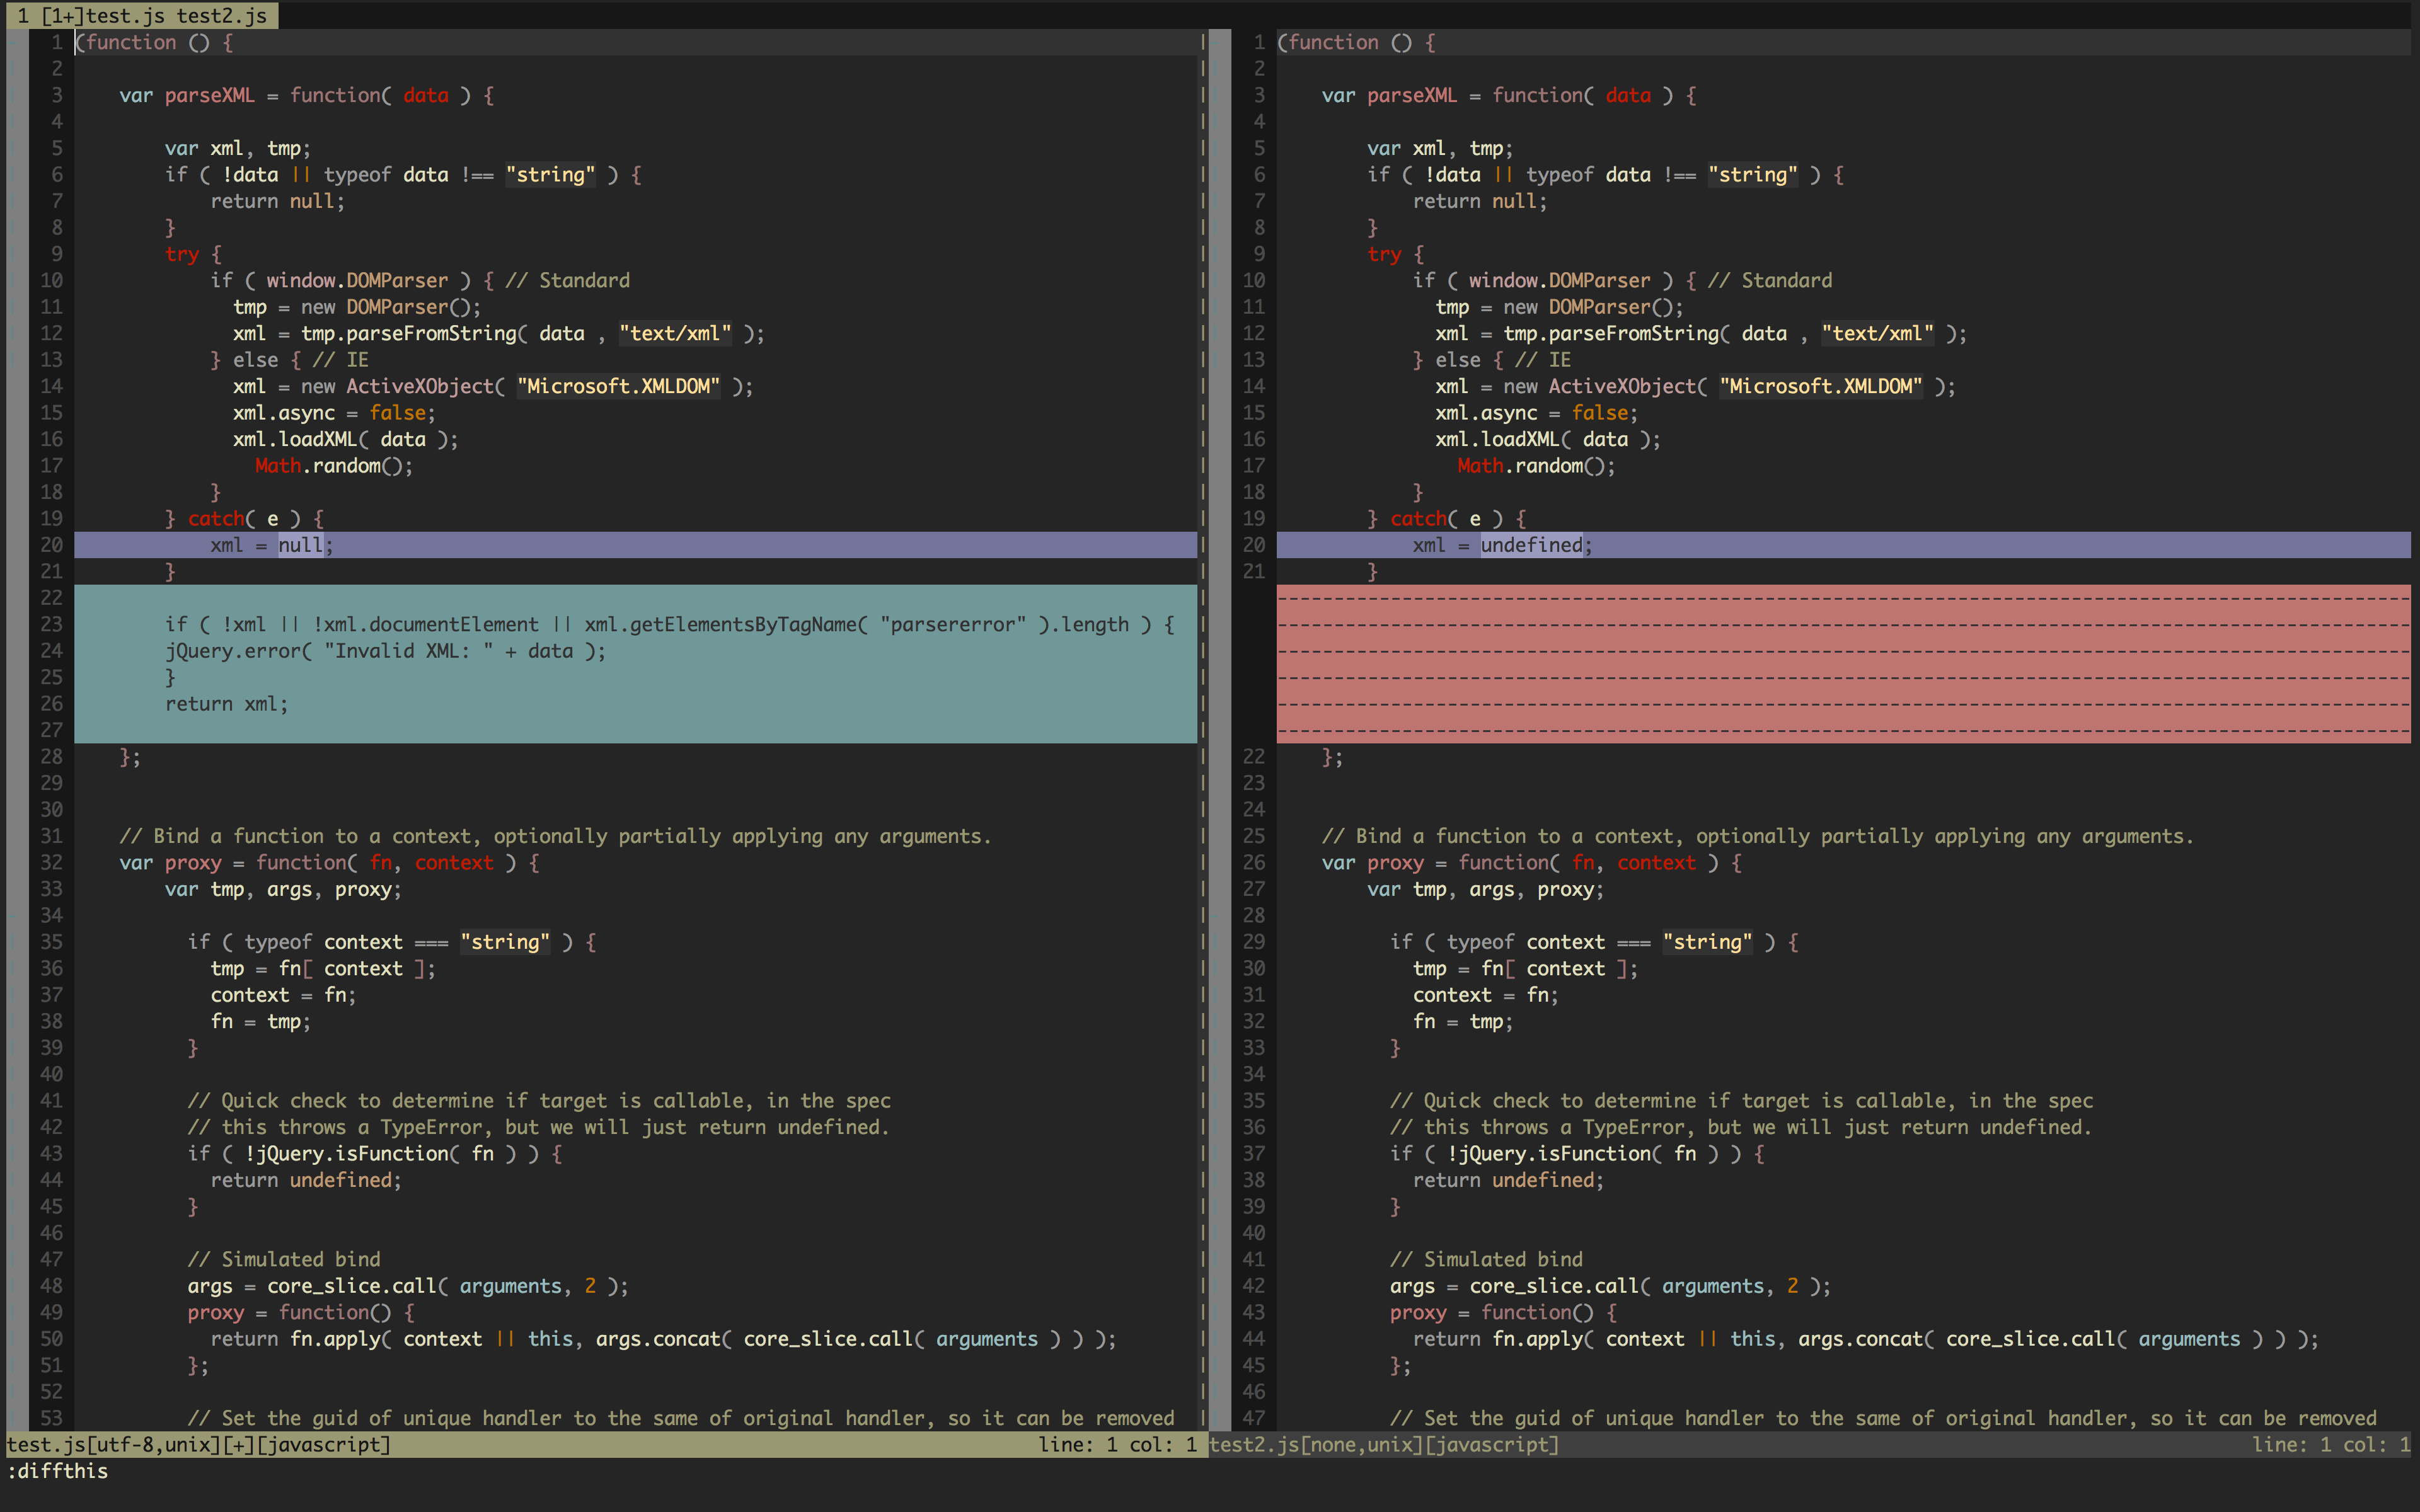 1 [1+]test.js test2.js
1 (function () {
2
3     var parseXML = function( data ) {
4
5         var xml, tmp;
6         if ( !data || typeof data !== "string" ) {
7             return null;
8         }
9         try {
10             if ( window.DOMParser ) { // Standard
11               tmp = new DOMParser();
12               xml = tmp.parseFromString( data , "text/xml" );
13             } else { // IE
14               xml = new ActiveXObject( "Microsoft.XMLDOM" );
15               xml.async = false;
16               xml.loadXML( data );
17                 Math.random();
18             }
19         } catch( e ) {
20             xml = null;
21         }
22
23         if ( !xml || !xml.documentElement || xml.getElementsByTagName( "parsererror" ).length ) {
24         jQuery.error( "Invalid XML: " + data );
25         }
26         return xml;
27
28     };
29
30
31     // Bind a function to a context, optionally partially applying any arguments.
32     var proxy = function( fn, context ) {
33         var tmp, args, proxy;
34
35           if ( typeof context === "string" ) {
36             tmp = fn[ context ];
37             context = fn;
38             fn = tmp;
39           }
40
41           // Quick check to determine if target is callable, in the spec
42           // this throws a TypeError, but we will just return undefined.
43           if ( !jQuery.isFunction( fn ) ) {
44             return undefined;
45           }
46
47           // Simulated bind
48           args = core_slice.call( arguments, 2 );
49           proxy = function() {
50             return fn.apply( context || this, args.concat( core_slice.call( arguments ) ) );
51           };
52
53           // Set the guid of unique handler to the same of original handler, so it can be removed
test.js[utf-8,unix][+][javascript] line: 1 col: 1
1 (function () {
2
3     var parseXML = function( data ) {
4
5         var xml, tmp;
6         if ( !data || typeof data !== "string" ) {
7             return null;
8         }
9         try {
10             if ( window.DOMParser ) { // Standard
11               tmp = new DOMParser();
12               xml = tmp.parseFromString( data , "text/xml" );
13             } else { // IE
14               xml = new ActiveXObject( "Microsoft.XMLDOM" );
15               xml.async = false;
16               xml.loadXML( data );
17                 Math.random();
18             }
19         } catch( e ) {
20             xml = undefined;
21         }
22     };
23
24
25     // Bind a function to a context, optionally partially applying any arguments.
26     var proxy = function( fn, context ) {
27         var tmp, args, proxy;
28
29           if ( typeof context === "string" ) {
30             tmp = fn[ context ];
31             context = fn;
32             fn = tmp;
33           }
34
35           // Quick check to determine if target is callable, in the spec
36           // this throws a TypeError, but we will just return undefined.
37           if ( !jQuery.isFunction( fn ) ) {
38             return undefined;
39           }
40
41           // Simulated bind
42           args = core_slice.call( arguments, 2 );
43           proxy = function() {
44             return fn.apply( context || this, args.concat( core_slice.call( arguments ) ) );
45           };
46
47           // Set the guid of unique handler to the same of original handler, so it can be removed
test2.js[none,unix][javascript] line: 1 col: 1
:diffthis